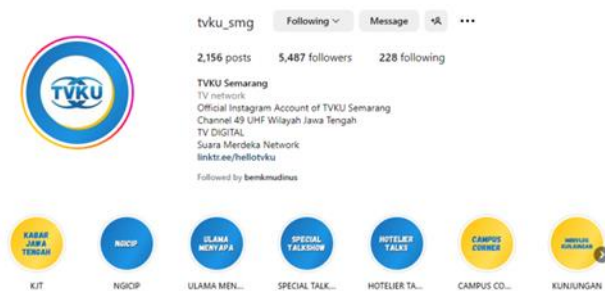 tvku_smg Following Message
2,156 posts 5,487 followers 228 following
TVKU
TVKU Semarang
TV network
Official Instagram Account of TVKU Semarang
Channel 49 UHF Wilayah Jawa Tengah
TV DIGITAL
Suara Merdeka Network
linktr.ee/hellotvku
Followed by bemkmudinus
KABAR
JAWA
TENGAH
NGICIP
ULAMA
MENYAPA
SPECIAL
TALKSHOW
HOTELIER
TALKS
CAMPUS
CORNER
KUNJUNGAN
KJT NGICIP ULAMA MEN... SPECIAL TALK... HOTELIER TA... CAMPUS CO... KUNJUNGAN